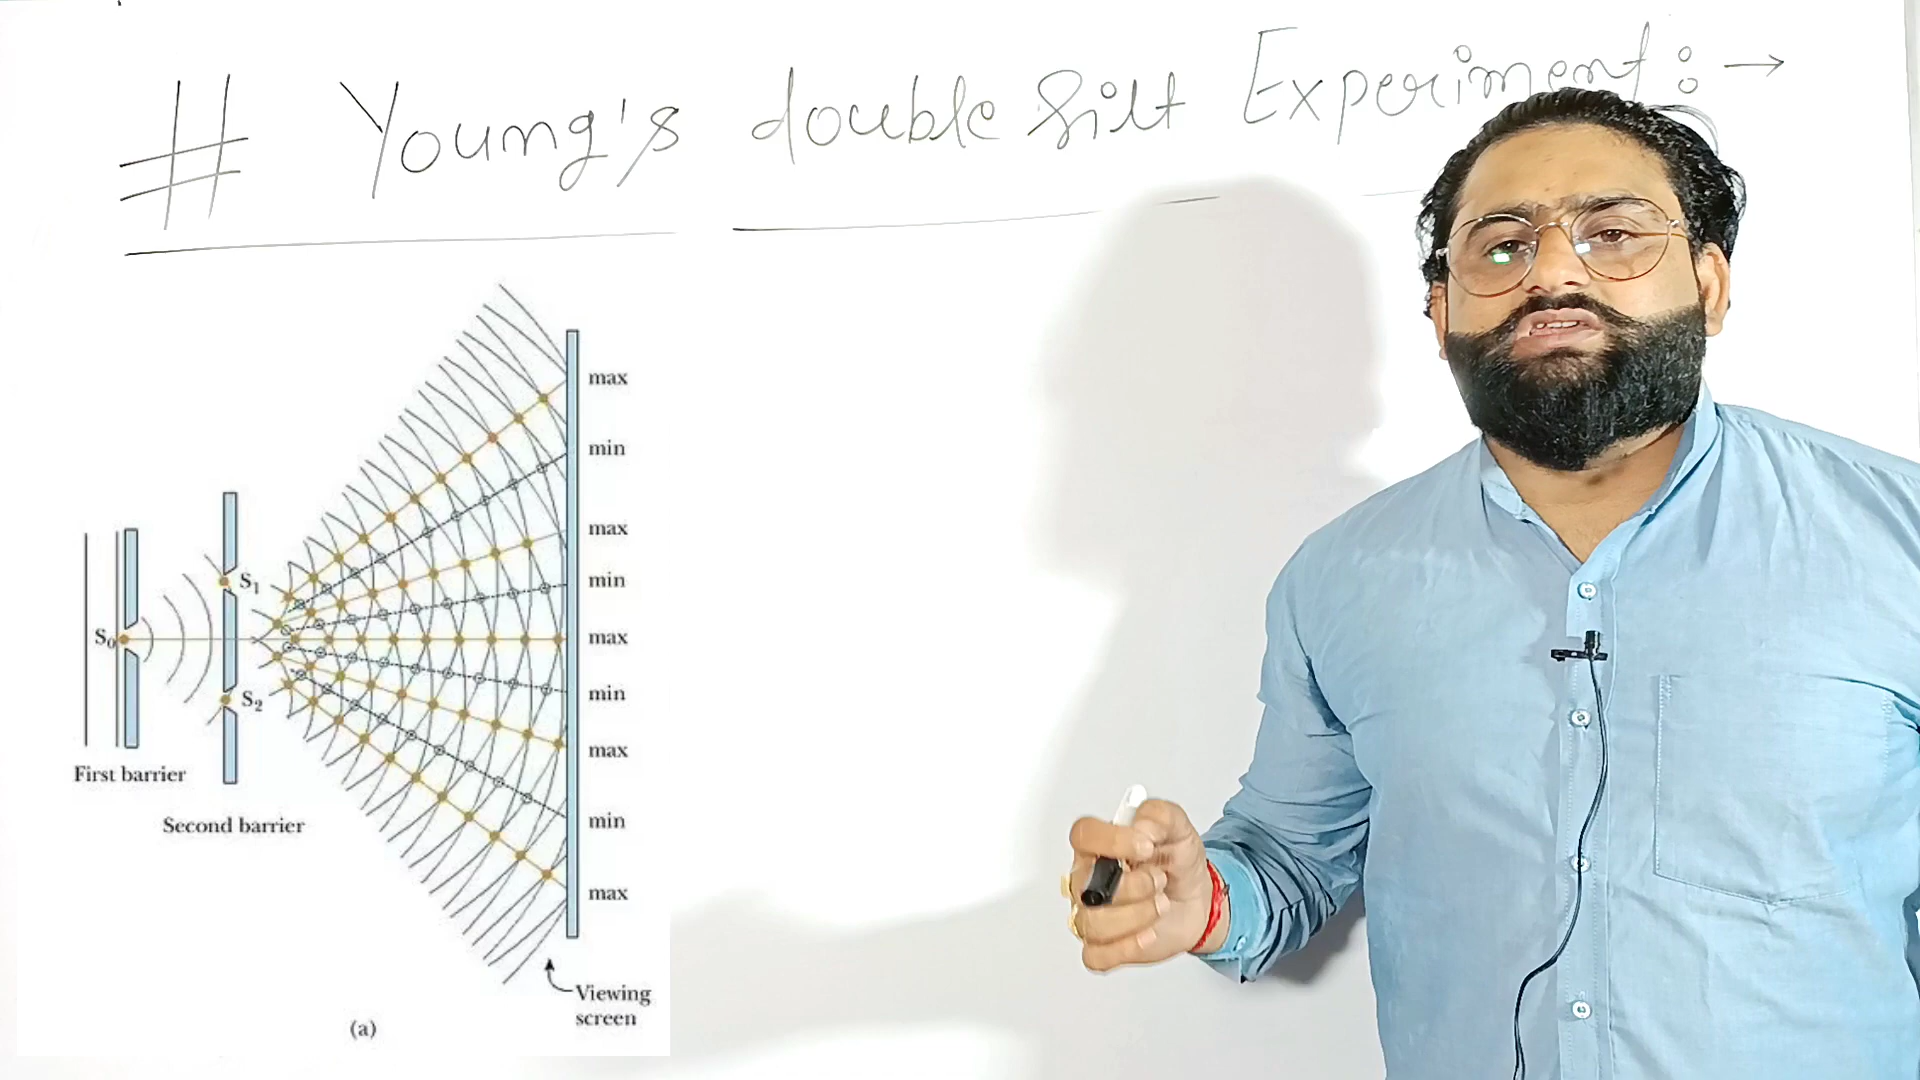 # Young's double silt Experiment : →
max
min
max
S1
min
S0
max
S2
min
max
First barrier
Second barrier
min
max
Viewing
screen
(a)